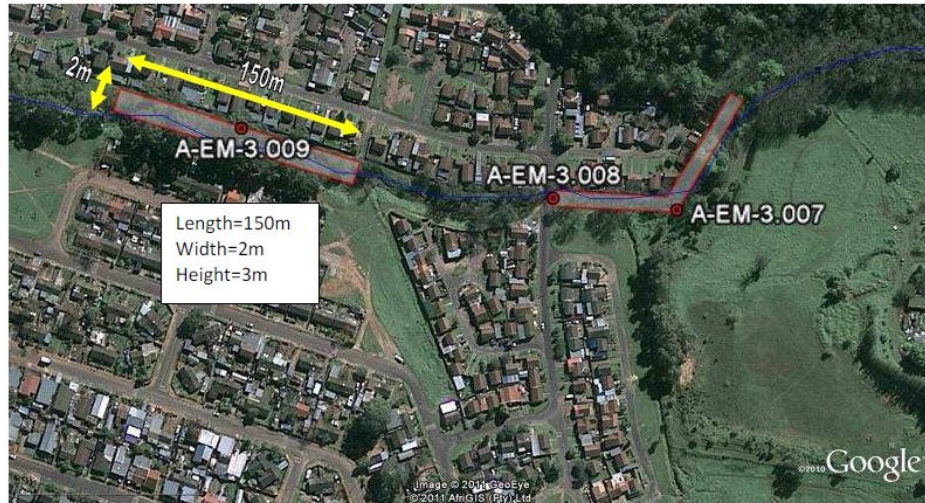 2m
150m
A-EM-3.009
A-EM-3.008
A-EM-3.007
Length=150m
Width=2m
Height=3m
Image © 2011 GeoEye
© 2011 AfriGIS (Pty) Ltd
©2010 Google